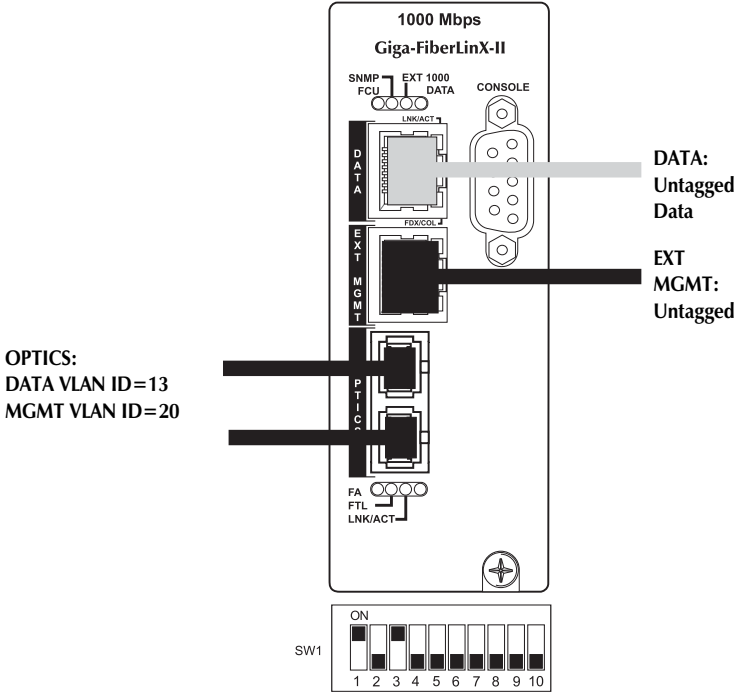 1000 Mbps
Giga-FiberLinX-II
SNMP EXT 1000
FCU DATA
CONSOLE
LNK/ACT
DATA
FDX/COL
EXT MGMT
DATA:
Untagged
Data
EXT
MGMT:
Untagged
OPTICS:
DATA VLAN ID=13
MGMT VLAN ID=20
PTIC
FA
FTL
LNK/ACT
ON
SW1
1 2 3 4 5 6 7 8 9 10